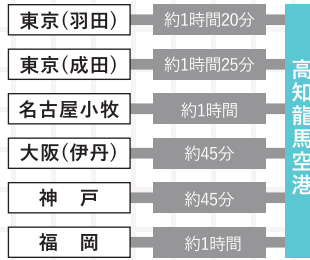 東京(羽田) 約1時間20分
東京(成田) 約1時間25分
名古屋小牧 約1時間
大阪(伊丹) 約45分
神 戸 約45分
福 岡 約1時間
高知龍馬空港